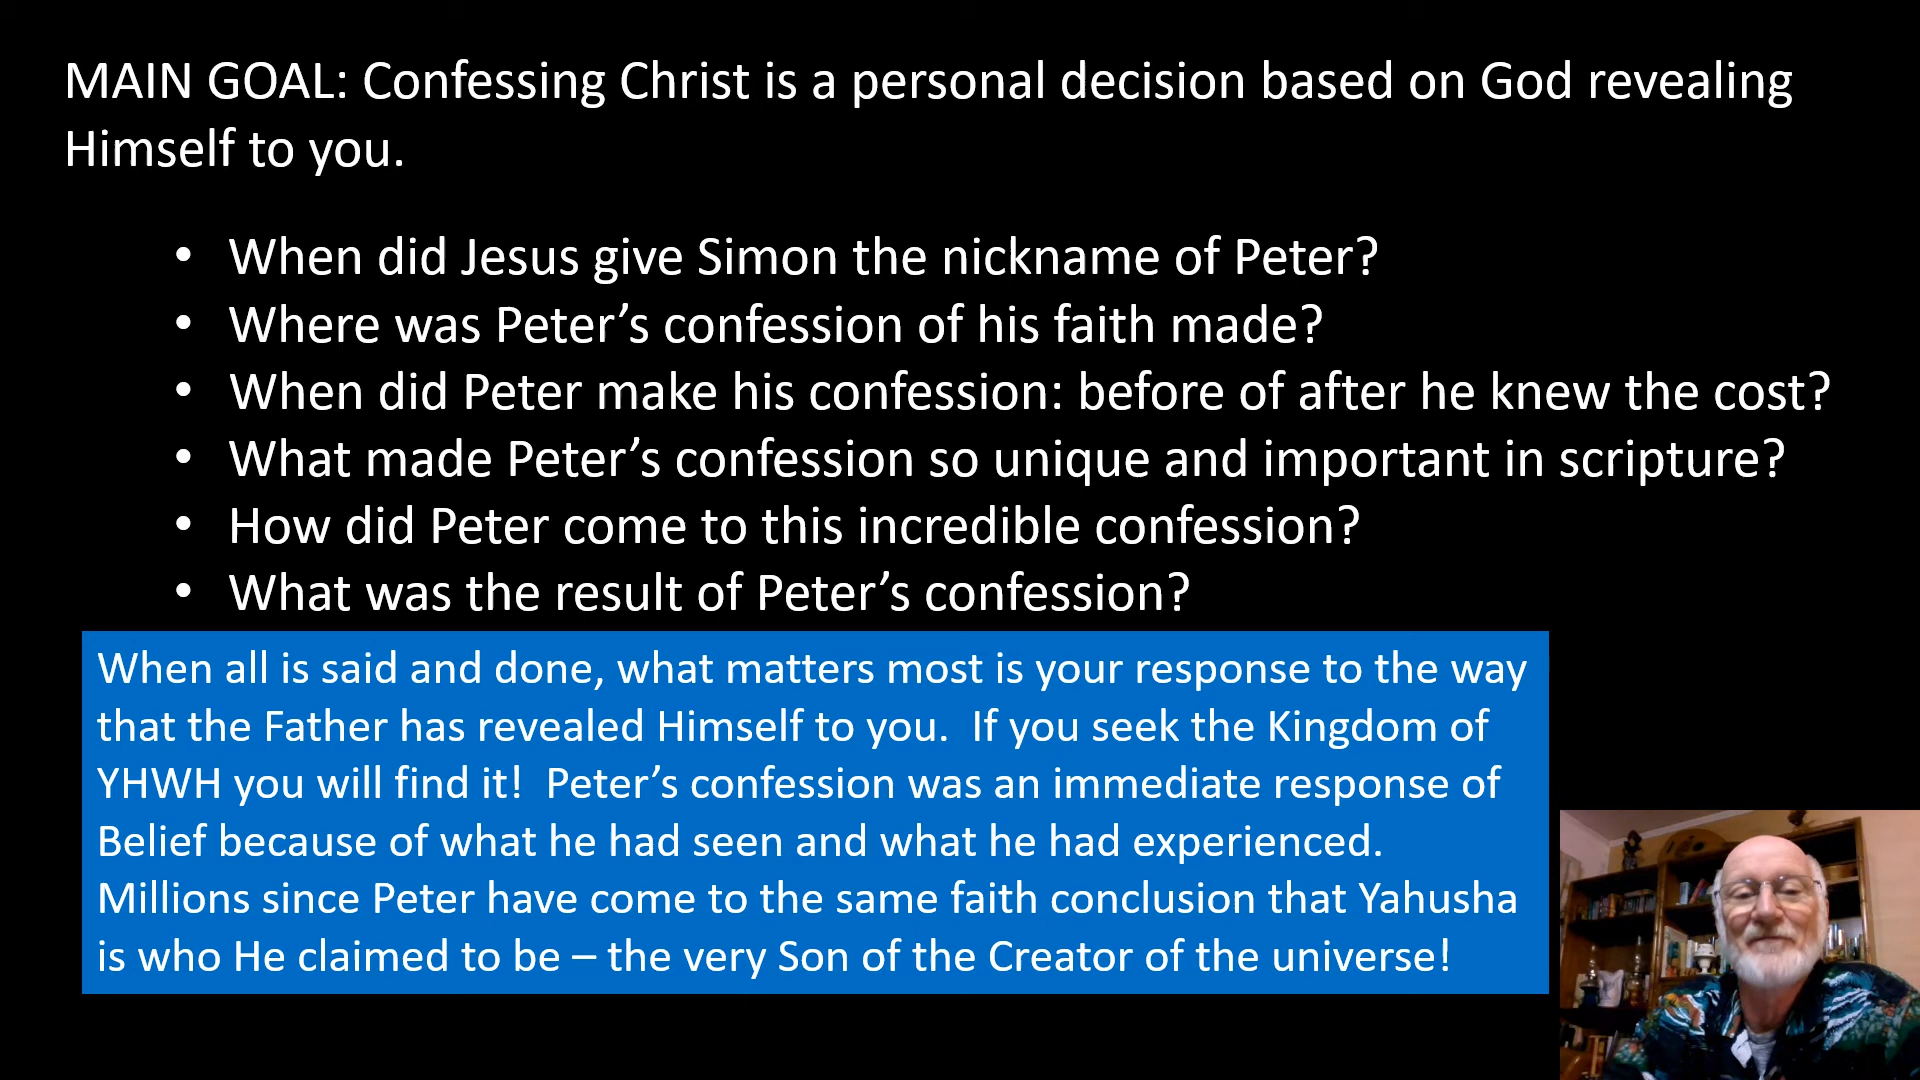 MAIN GOAL: Confessing Christ is a personal decision based on God revealing
Himself to you.
• When did Jesus give Simon the nickname of Peter?
• Where was Peter’s confession of his faith made?
• When did Peter make his confession: before of after he knew the cost?
• What made Peter’s confession so unique and important in scripture?
• How did Peter come to this incredible confession?
• What was the result of Peter’s confession?
When all is said and done, what matters most is your response to the way
that the Father has revealed Himself to you.  If you seek the Kingdom of
YHWH you will find it!  Peter’s confession was an immediate response of
Belief because of what he had seen and what he had experienced.
Millions since Peter have come to the same faith conclusion that Yahusha
is who He claimed to be – the very Son of the Creator of the universe!